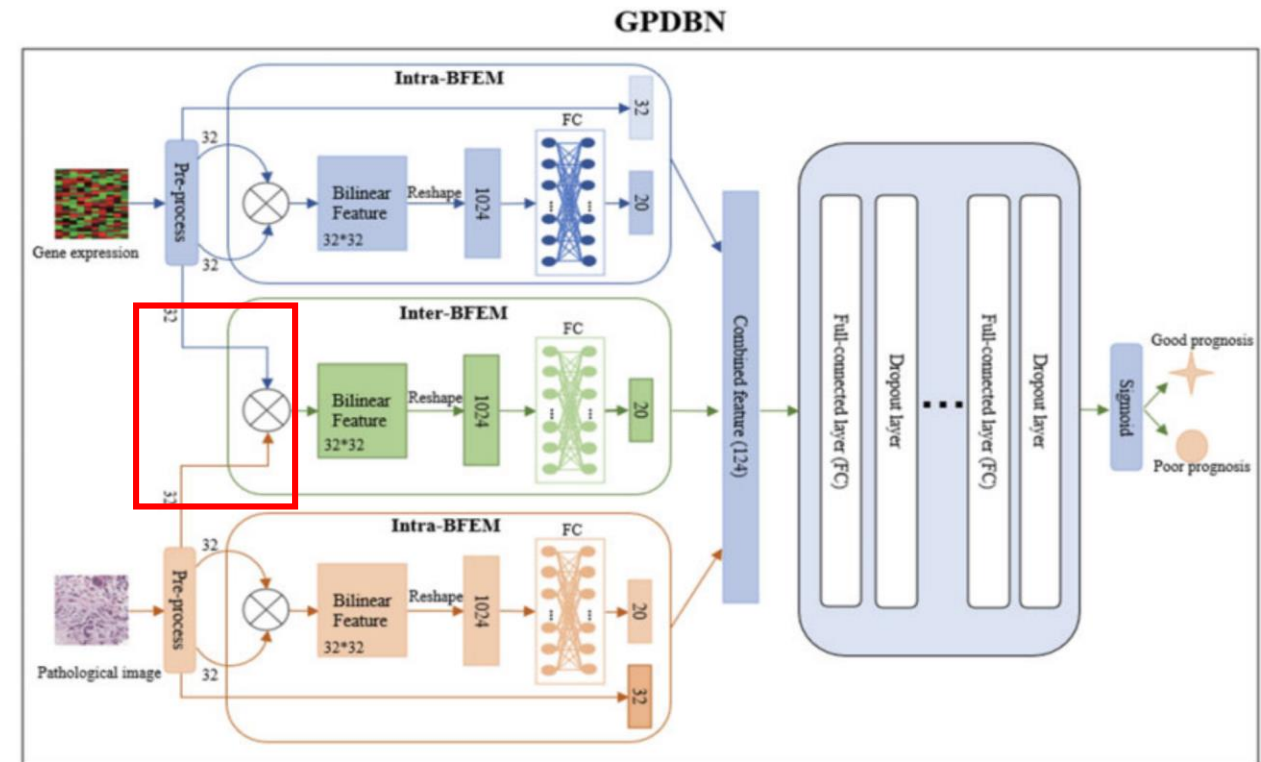 GPDBN
Intra-BFEM
32
FC
32
Pre-process
Bilinear
Feature
32*32
Reshape
1024
20
Gene expression
32
32
Inter-BFEM
FC
Bilinear
Feature
32*32
Reshape
1024
20
32
Intra-BFEM
FC
32
Pre-process
Bilinear
Feature
32*32
Reshape
1024
20
Pathological image
32
32
Combined feature (124)
Full-connected layer (FC)
Dropout layer
Full-connected layer (FC)
Dropout layer
Sigmoid
Good prognosis
Poor prognosis